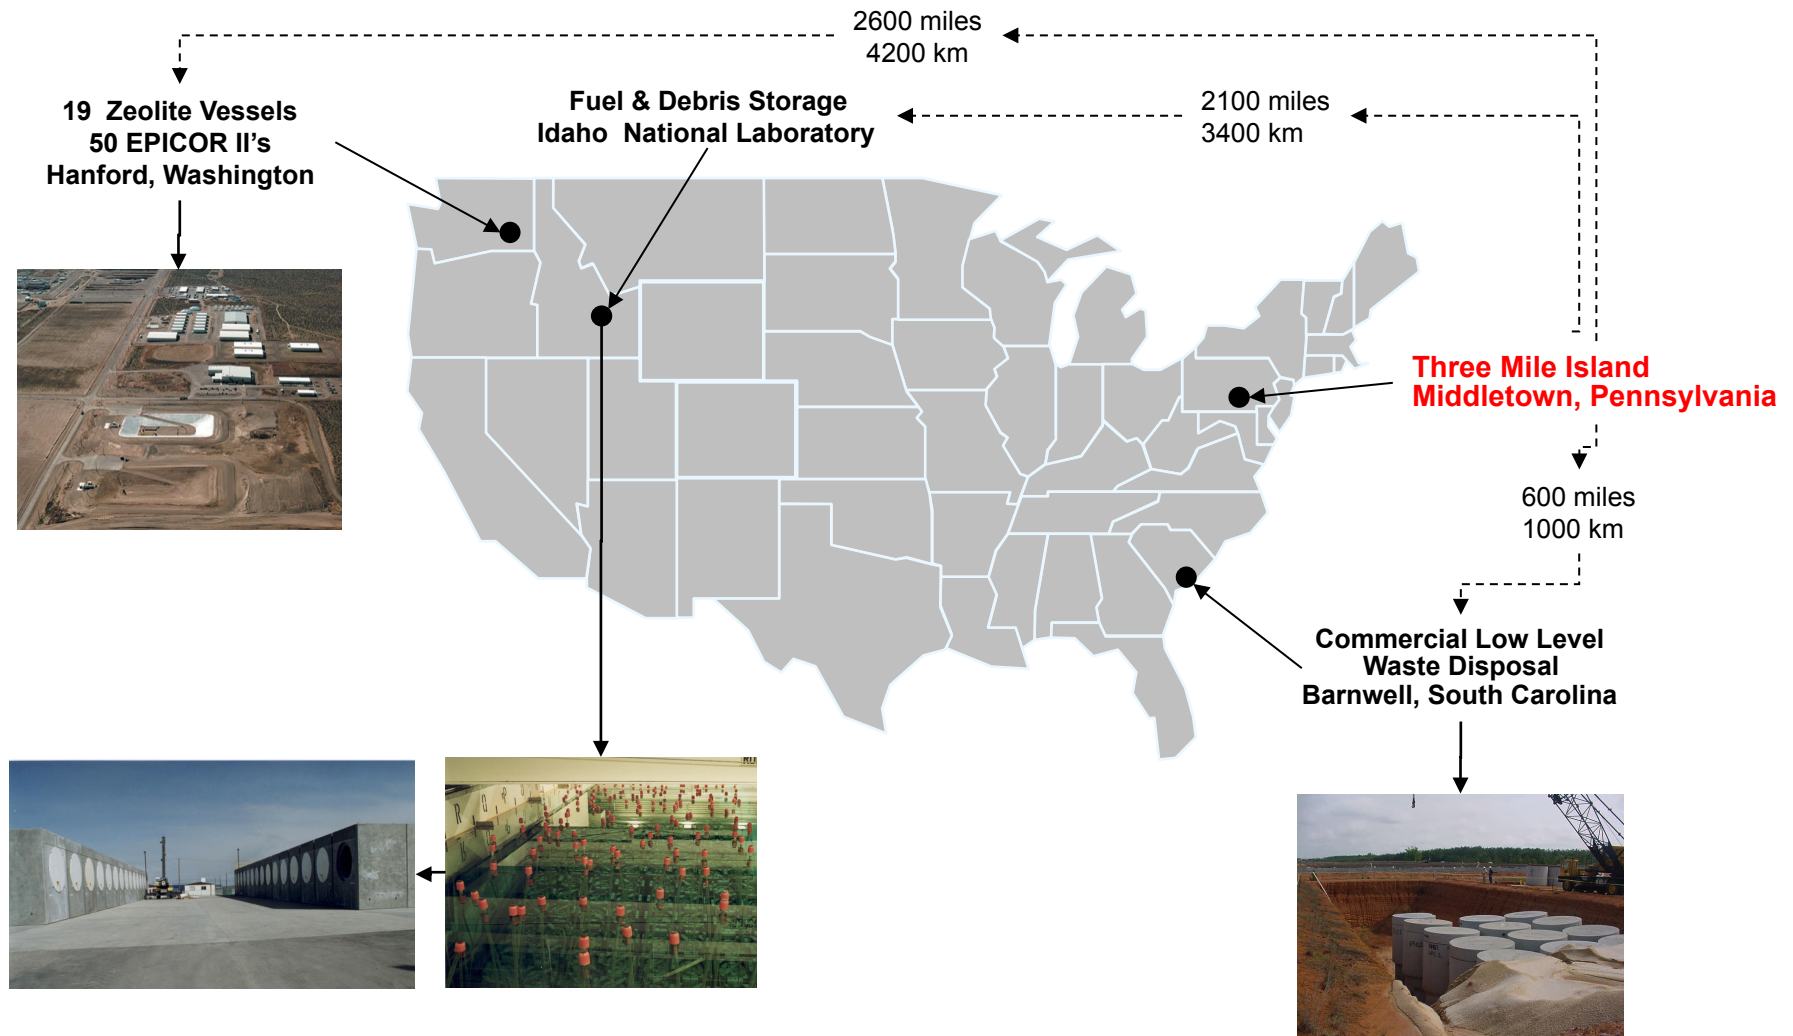 2600 miles
4200 km
19 Zeolite Vessels
50 EPICOR II's
Hanford, Washington
Fuel & Debris Storage
Idaho National Laboratory
2100 miles
3400 km
Three Mile Island
Middletown, Pennsylvania
600 miles
1000 km
Commercial Low Level
Waste Disposal
Barnwell, South Carolina